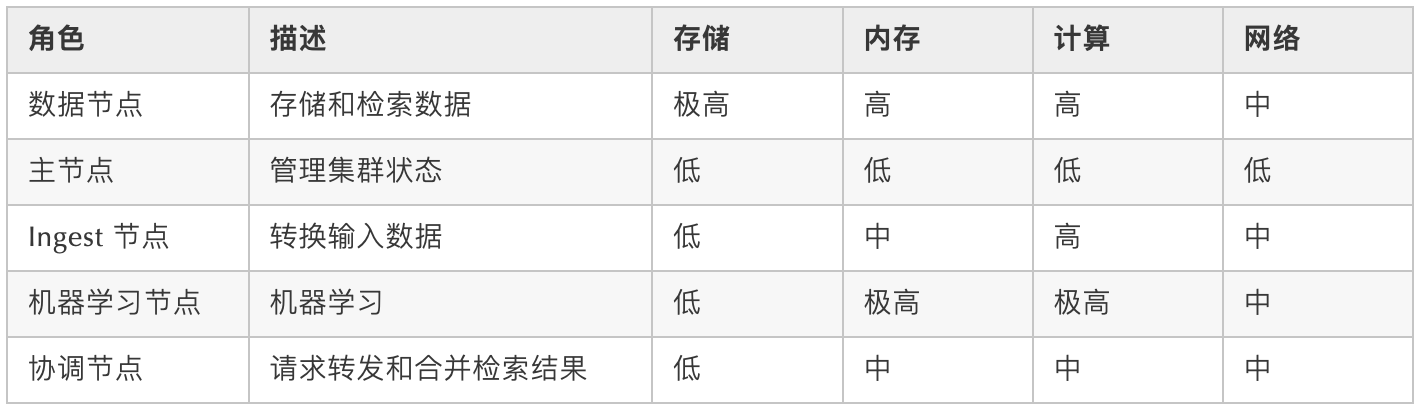 角色 描述 存储 内存 计算 网络
数据节点 存储和检索数据 极高 高 高 中
主节点 管理集群状态 低 低 低 低
Ingest 节点 转换输入数据 低 中 高 中
机器学习节点 机器学习 低 极高 极高 中
协调节点 请求转发和合并检索结果 低 中 中 中